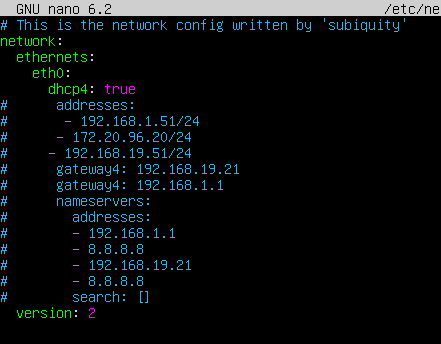 GNU nano 6.2 /etc/ne
# This is the network config written by 'subiquity'
network:
  ethernets:
    eth0:
      dhcp4: true
#      addresses:
#       - 192.168.1.51/24
#      - 172.20.96.20/24
#     - 192.168.19.51/24
#      gateway4: 192.168.19.21
#      gateway4: 192.168.1.1
#      nameservers:
#        addresses:
#        - 192.168.1.1
#        - 8.8.8.8
#        - 192.168.19.21
#        - 8.8.8.8
#        search: []
  version: 2